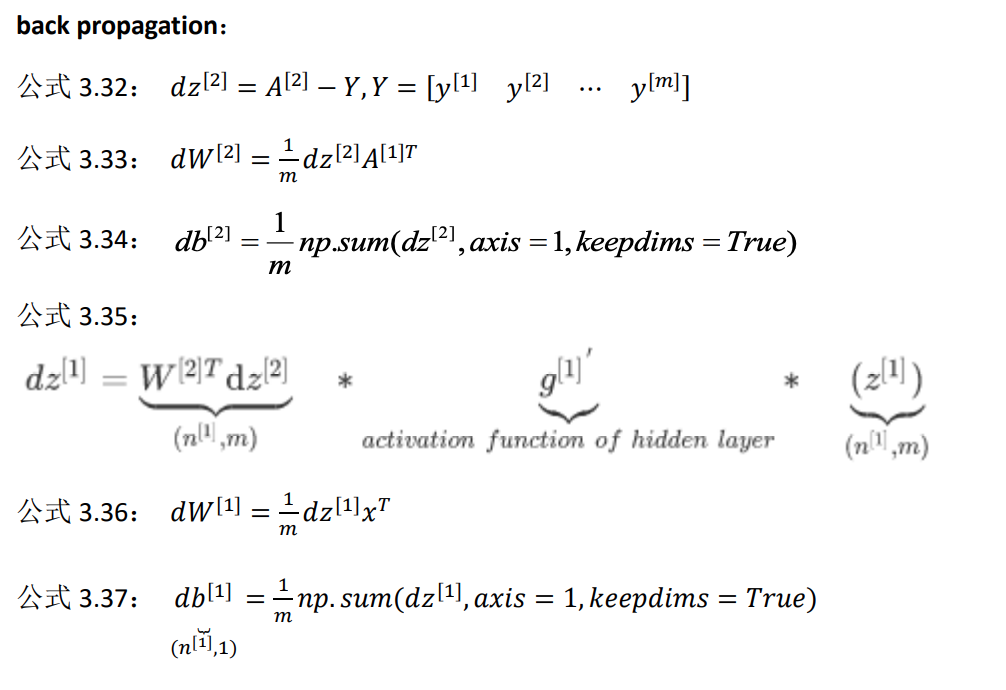 back propagation：
公式 3.32： dz^[2] = A^[2] − Y, Y = [y^[1] y^[2] ⋯ y^[m]]
公式 3.33： dW^[2] = 1/m dz^[2] A^[1]T
公式 3.34： db^[2] = 1/m np.sum(dz^[2], axis = 1, keepdims = True)
公式 3.35：
dz^[1] = W^[2]T dz^[2] * g^[1]′ * (z^[1])
(n^[1],m) activation function of hidden layer (n^[1],m)
公式 3.36： dW^[1] = 1/m dz^[1] x^T
公式 3.37： db^[1] = 1/m np. sum(dz^[1], axis = 1, keepdims = True)
(n^[1],1)